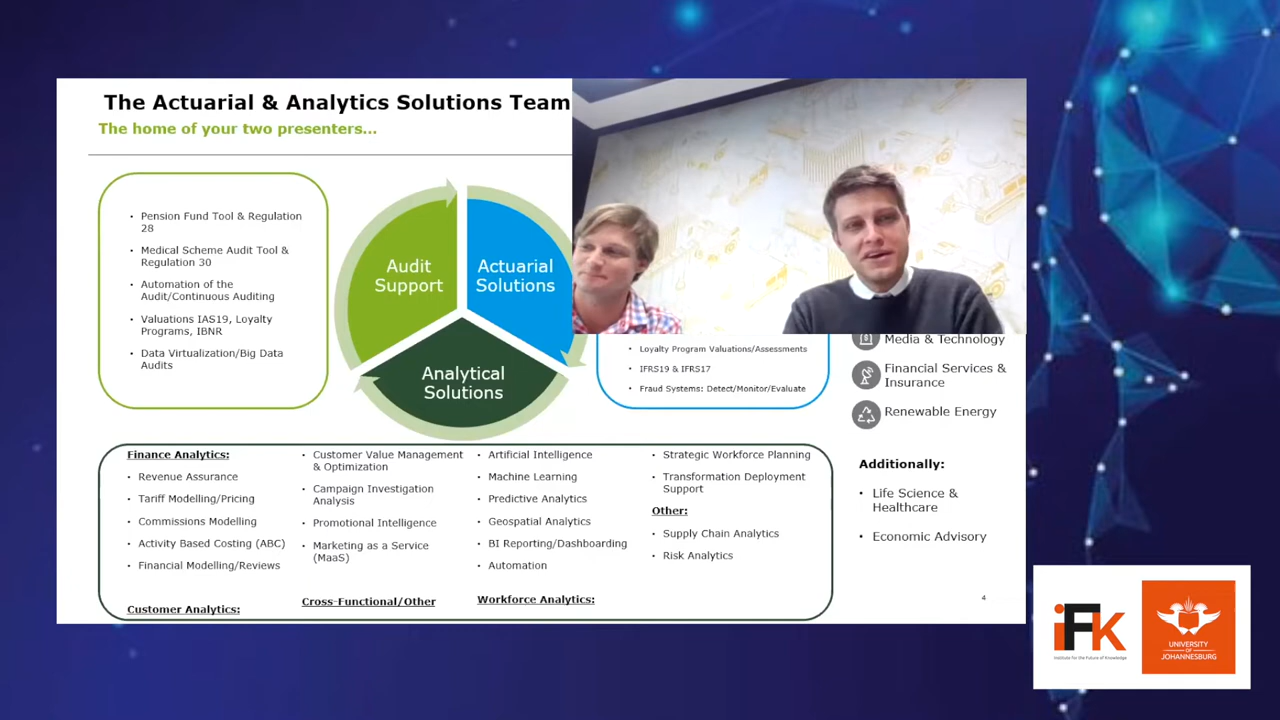 The Actuarial & Analytics Solutions Team
The home of your two presenters...
• Pension Fund Tool & Regulation
28
• Medical Scheme Audit Tool &
Regulation 30
• Automation of the
Audit/Continuous Auditing
• Valuations IAS19, Loyalty
Programs, IBNR
• Data Virtualization/Big Data
Audits
Audit
Support
Actuarial
Solutions
Analytical
Solutions
• Loyalty Program Valuations/Assessments
• IFRS19 & IFRS17
• Fraud Systems: Detect/Monitor/Evaluate
Media & Technology
Financial Services &
Insurance
Renewable Energy
Additionally:
• Life Science &
Healthcare
• Economic Advisory
Finance Analytics:
• Revenue Assurance
• Tariff Modelling/Pricing
• Commissions Modelling
• Activity Based Costing (ABC)
• Financial Modelling/Reviews
Customer Analytics:
• Customer Value Management
& Optimization
• Campaign Investigation
Analysis
• Promotional Intelligence
• Marketing as a Service
(MaaS)
Cross-Functional/Other
• Artificial Intelligence
• Machine Learning
• Predictive Analytics
• Geospatial Analytics
• BI Reporting/Dashboarding
• Automation
Workforce Analytics:
• Strategic Workforce Planning
• Transformation Deployment
Support
Other:
• Supply Chain Analytics
• Risk Analytics
4
iFK
Institute for the Future of Knowledge
UNIVERSITY
OF
JOHANNESBURG